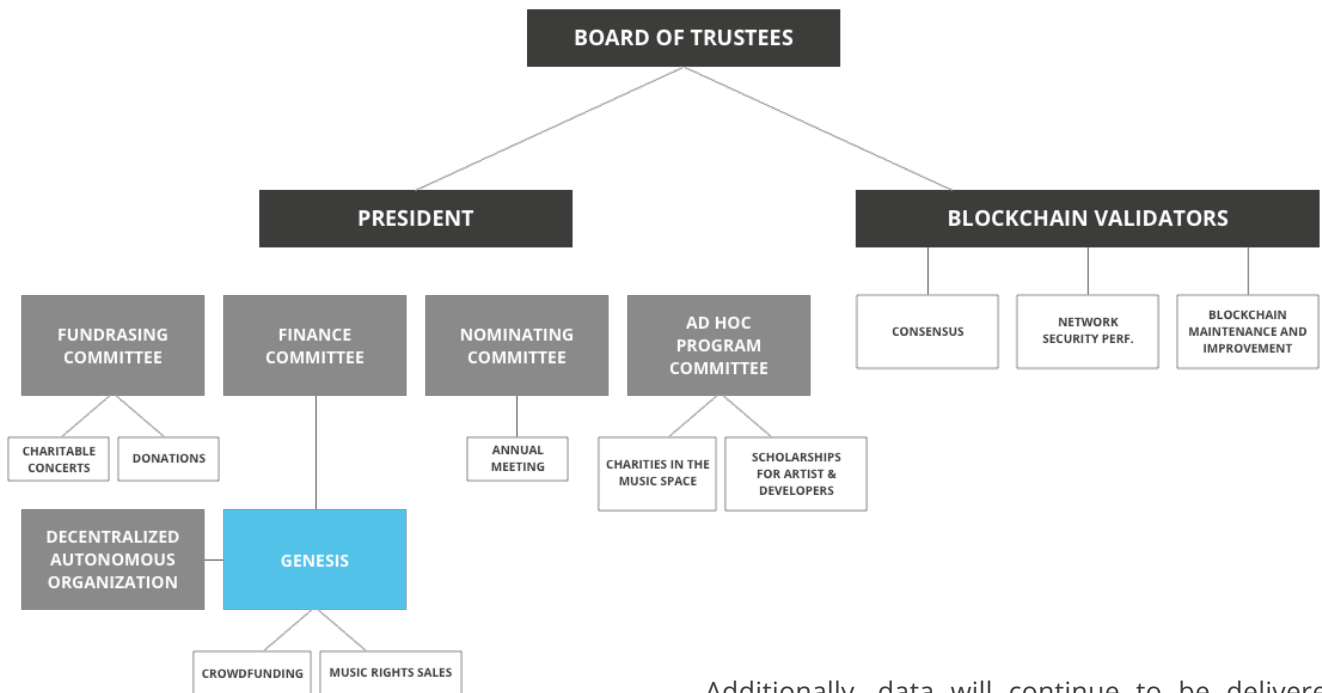 BOARD OF TRUSTEES
PRESIDENT
BLOCKCHAIN VALIDATORS
FUNDRASING
COMMITTEE
FINANCE
COMMITTEE
NOMINATING
COMMITTEE
AD HOC
PROGRAM
COMMITTEE
CONSENSUS
NETWORK
SECURITY PERF.
BLOCKCHAIN
MAINTENANCE AND
IMPROVEMENT
CHARITABLE
CONCERTS
DONATIONS
ANNUAL
MEETING
CHARITIES IN THE
MUSIC SPACE
SCHOLARSHIPS
FOR ARTIST &
DEVELOPERS
DECENTRALIZED
AUTONOMOUS
ORGANIZATION
GENESIS
CROWDFUNDING
MUSIC RIGHTS SALES
Additionally, data will continue to be delivere